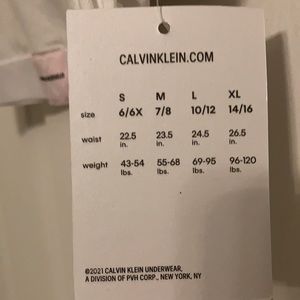 CALVINKLEIN.COM
S M L XL
size 6/6X 7/8 10/12 14/16
waist 22.5 in. 23.5 in. 24.5 in. 26.5 in.
weight 43-54 lbs. 55-68 lbs. 69-95 lbs. 96-120 lbs.
©2021 CALVIN KLEIN UNDERWEAR,
A DIVISION OF PVH CORP., NEW YORK, NY